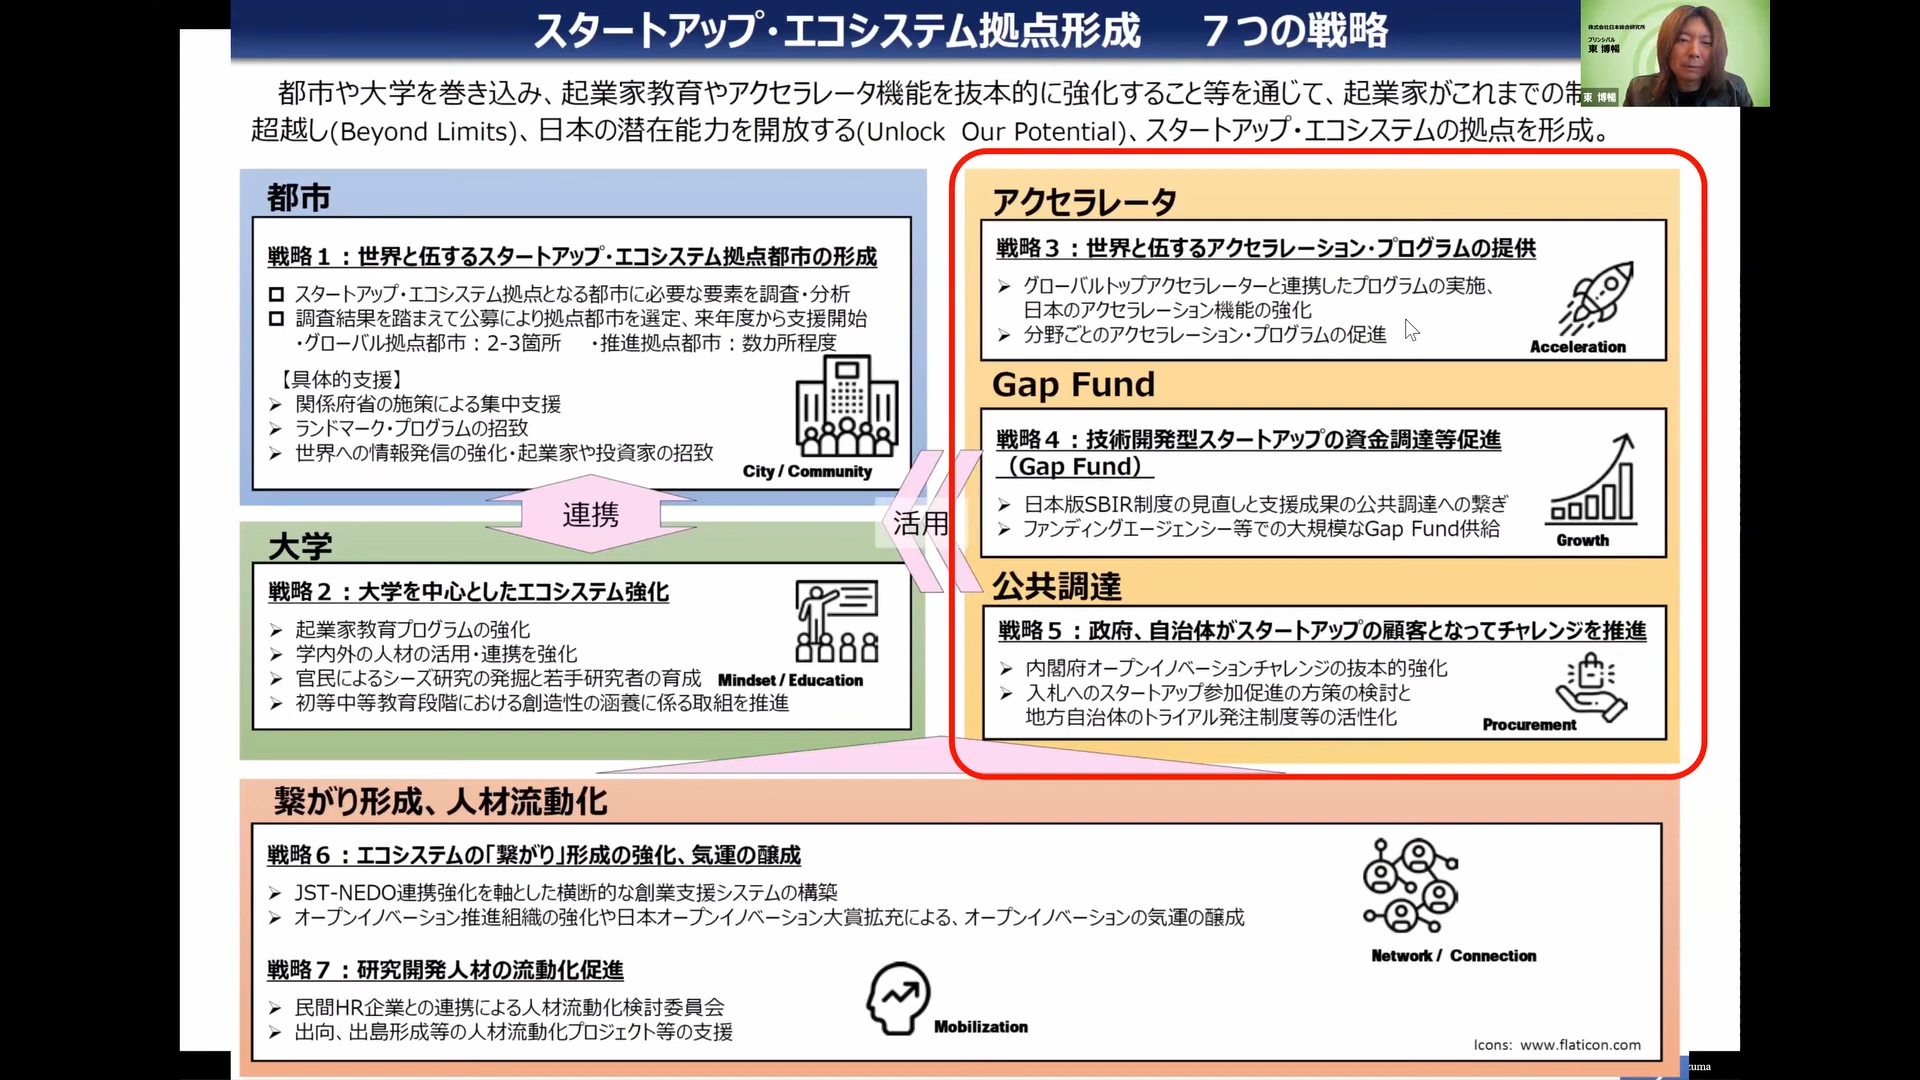 スタートアップ・エコシステム拠点形成　７つの戦略
株式会社日本総合研究所
プリンシパル
東 博暢
東 博暢
都市や大学を巻き込み、起業家教育やアクセラレータ機能を抜本的に強化すること等を通じて、起業家がこれまでの制
超越し(Beyond Limits)、日本の潜在能力を開放する(Unlock Our Potential)、スタートアップ・エコシステムの拠点を形成。
都市
戦略１：世界と伍するスタートアップ・エコシステム拠点都市の形成
スタートアップ・エコシステム拠点となる都市に必要な要素を調査・分析
調査結果を踏まえて公募により拠点都市を選定、来年度から支援開始
・グローバル拠点都市：2-3箇所　・推進拠点都市：数カ所程度
【具体的支援】
➢ 関係府省の施策による集中支援
➢ ランドマーク・プログラムの招致
➢ 世界への情報発信の強化・起業家や投資家の招致
City / Community
連携
大学
戦略２：大学を中心としたエコシステム強化
➢ 起業家教育プログラムの強化
➢ 学内外の人材の活用・連携を強化
➢ 官民によるシーズ研究の発掘と若手研究者の育成
➢ 初等中等教育段階における創造性の涵養に係る取組を推進
Mindset / Education
活用
アクセラレータ
戦略３：世界と伍するアクセラレーション・プログラムの提供
➢ グローバルトップアクセラレーターと連携したプログラムの実施、
日本のアクセラレーション機能の強化
➢ 分野ごとのアクセラレーション・プログラムの促進
Acceleration
Gap Fund
戦略４：技術開発型スタートアップの資金調達等促進
（Gap Fund）
➢ 日本版SBIR制度の見直しと支援成果の公共調達への繋ぎ
➢ ファンディングエージェンシー等での大規模なGap Fund供給
Growth
公共調達
戦略５：政府、自治体がスタートアップの顧客となってチャレンジを推進
➢ 内閣府オープンイノベーションチャレンジの抜本的強化
➢ 入札へのスタートアップ参加促進の方策の検討と
地方自治体のトライアル発注制度等の活性化
Procurement
繋がり形成、人材流動化
戦略６：エコシステムの「繋がり」形成の強化、気運の醸成
➢ JST-NEDO連携強化を軸とした横断的な創業支援システムの構築
➢ オープンイノベーション推進組織の強化や日本オープンイノベーション大賞拡充による、オープンイノベーションの気運の醸成
Network / Connection
戦略７：研究開発人材の流動化促進
➢ 民間HR企業との連携による人材流動化検討委員会
➢ 出向、出島形成等の人材流動化プロジェクト等の支援
Mobilization
Icons: www.flaticon.com